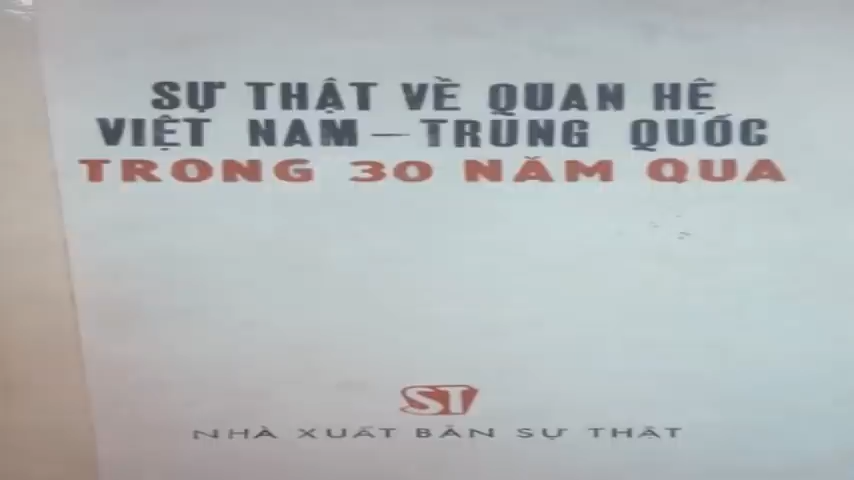 SỰ THẬT VỀ QUAN HỆ
VIỆT NAM — TRUNG QUỐC
TRONG 30 NĂM QUA
ST
NHÀ XUẤT BẢN SỰ THẬT